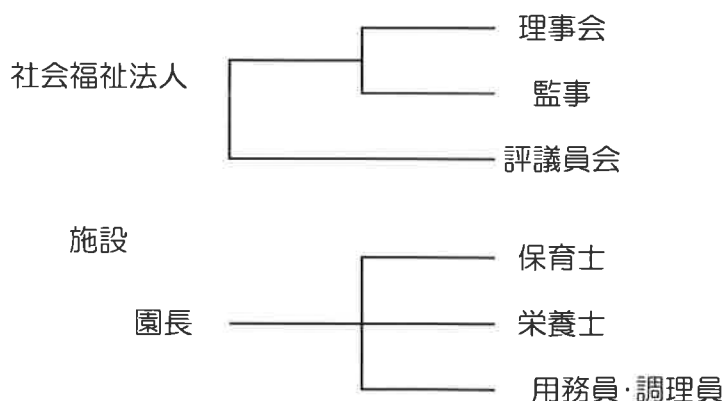 理事会
社会福祉法人
監事
評議員会
施設
保育士
園長
栄養士
用務員・調理員